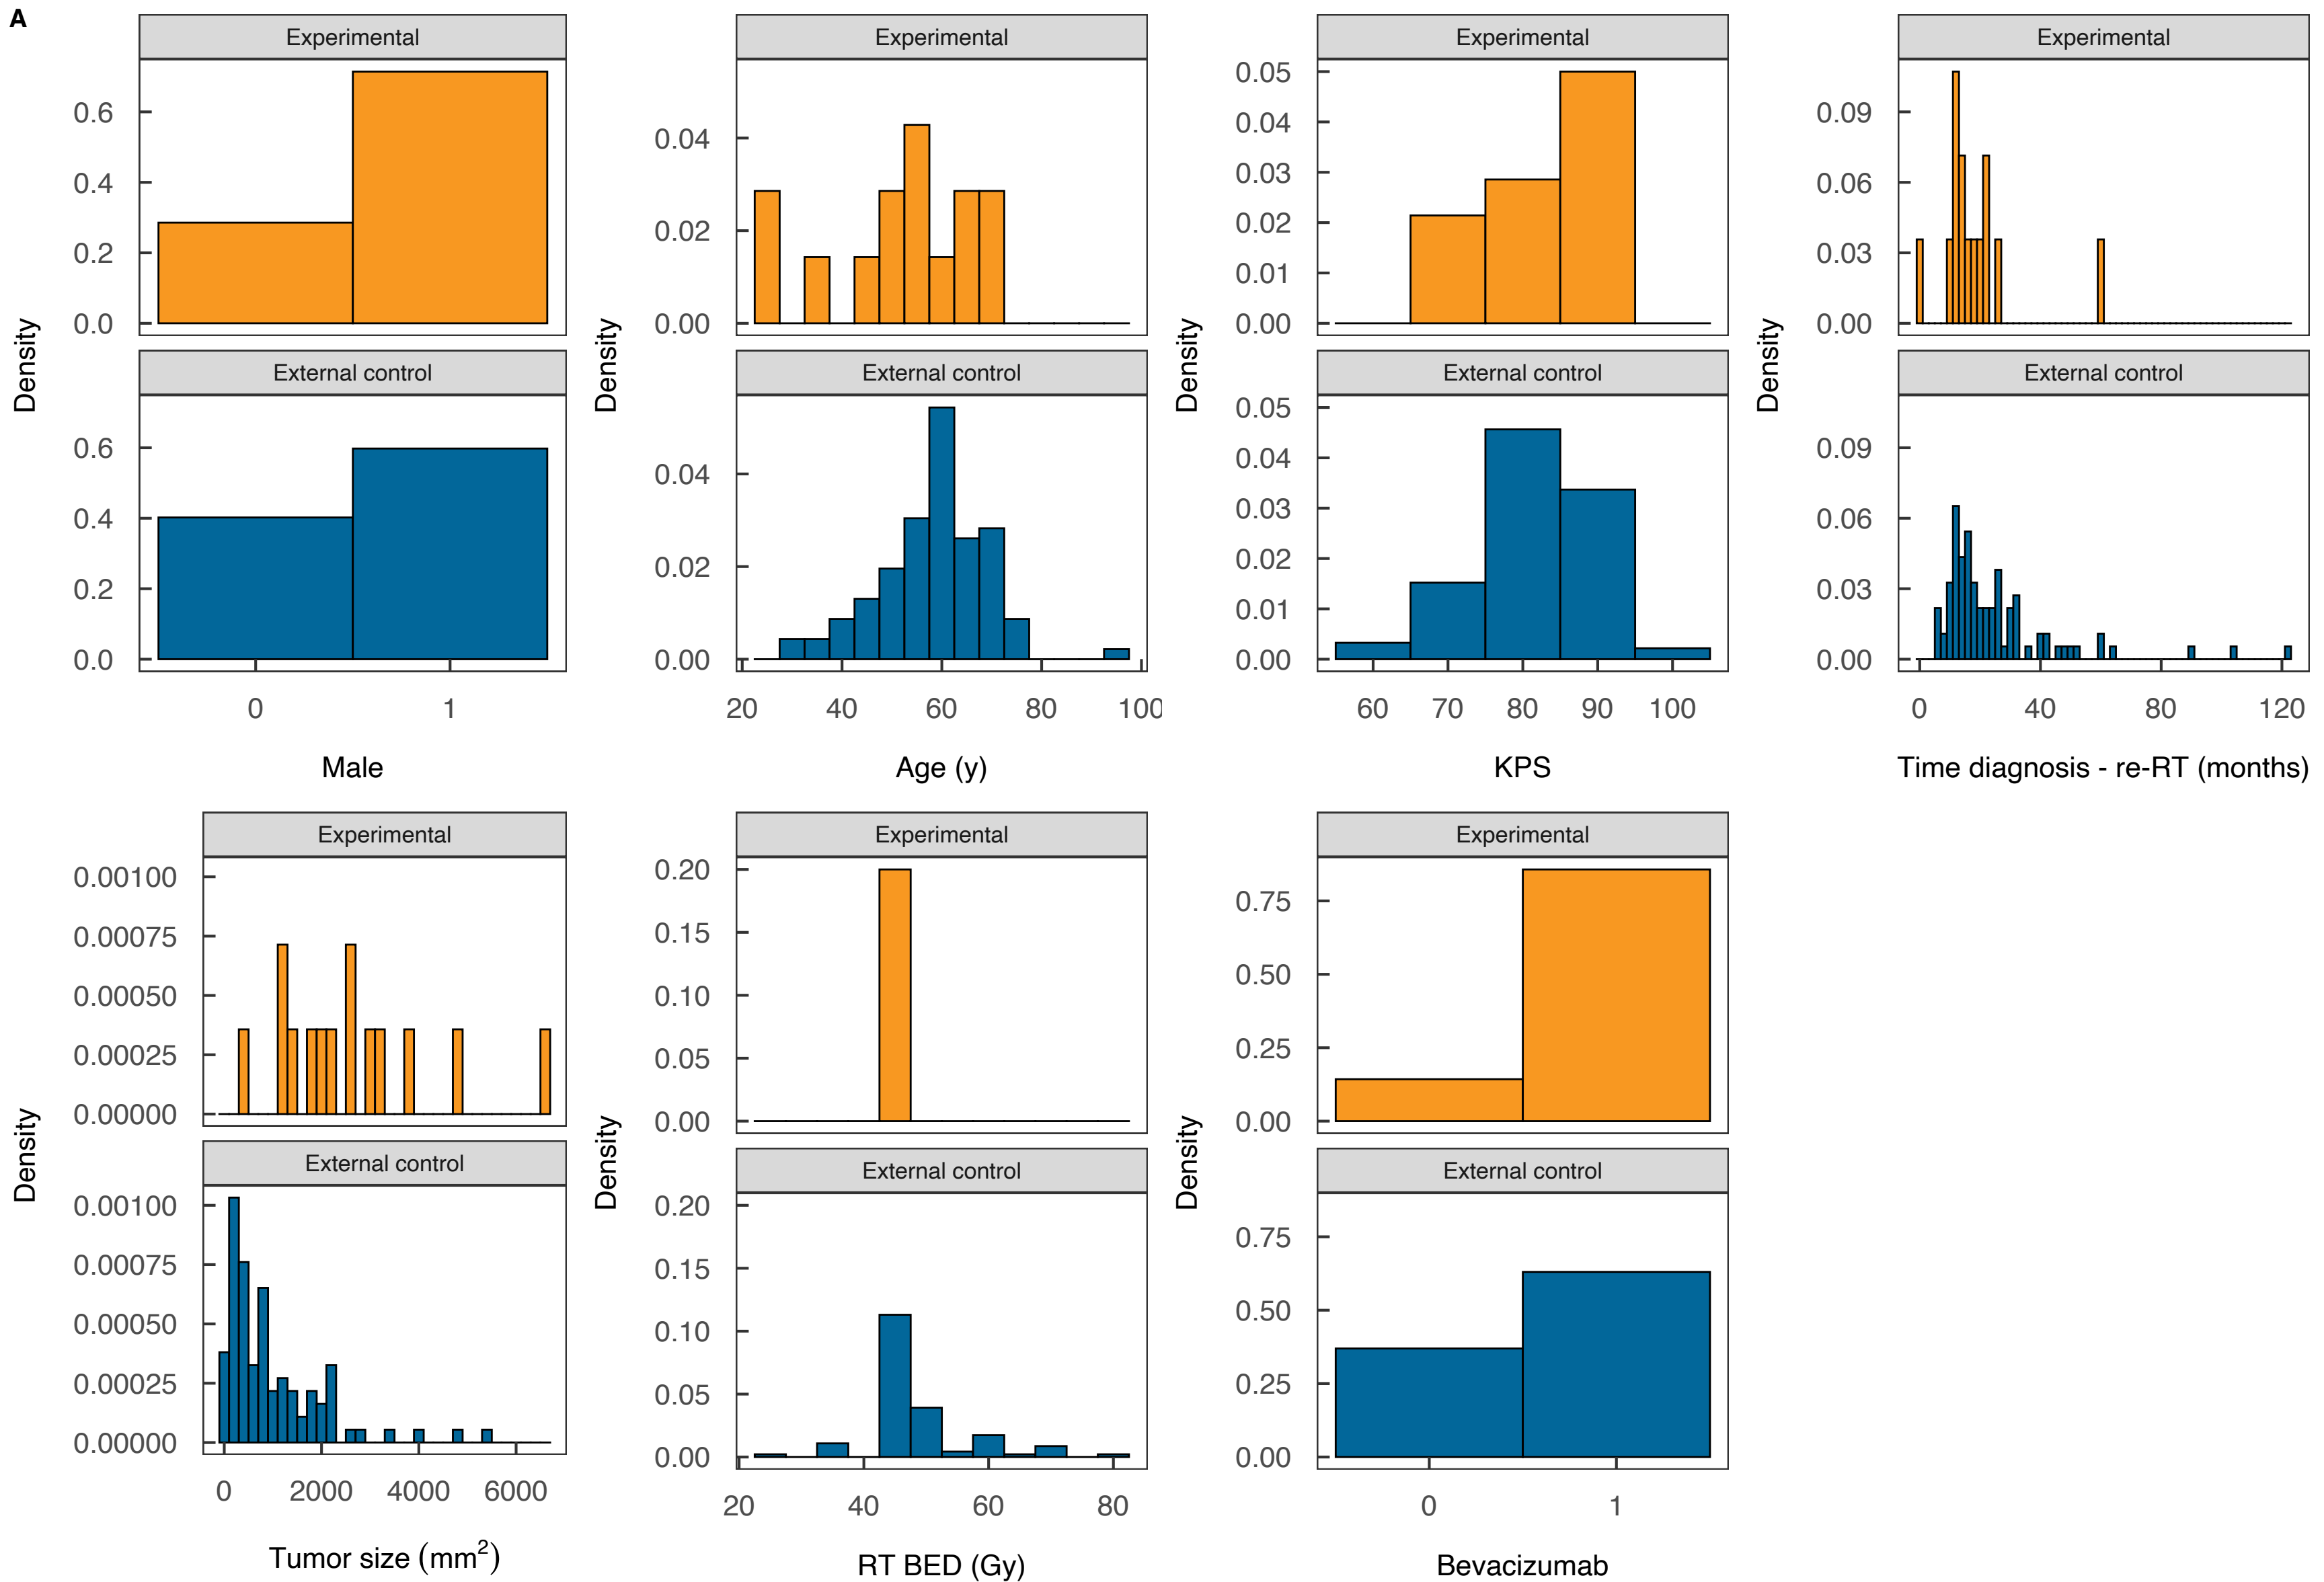 A
Experimental
0.6
0.4
0.2
0.0
External control
0.6
0.4
0.2
0.0
0 1
Density
Male
Experimental
0.04
0.02
0.00
External control
0.04
0.02
0.00
20 40 60 80 100
Density
Age (y)
Experimental
0.05
0.04
0.03
0.02
0.01
0.00
External control
0.05
0.04
0.03
0.02
0.01
0.00
60 70 80 90 100
Density
KPS
Experimental
0.09
0.06
0.03
0.00
External control
0.09
0.06
0.03
0.00
0 40 80 120
Density
Time diagnosis - re-RT (months)
Experimental
0.00100
0.00075
0.00050
0.00025
0.00000
External control
0.00100
0.00075
0.00050
0.00025
0.00000
0 2000 4000 6000
Density
Tumor size (mm²)
Experimental
0.20
0.15
0.10
0.05
0.00
External control
0.20
0.15
0.10
0.05
0.00
20 40 60 80
Density
RT BED (Gy)
Experimental
0.75
0.50
0.25
0.00
External control
0.75
0.50
0.25
0.00
0 1
Density
Bevacizumab